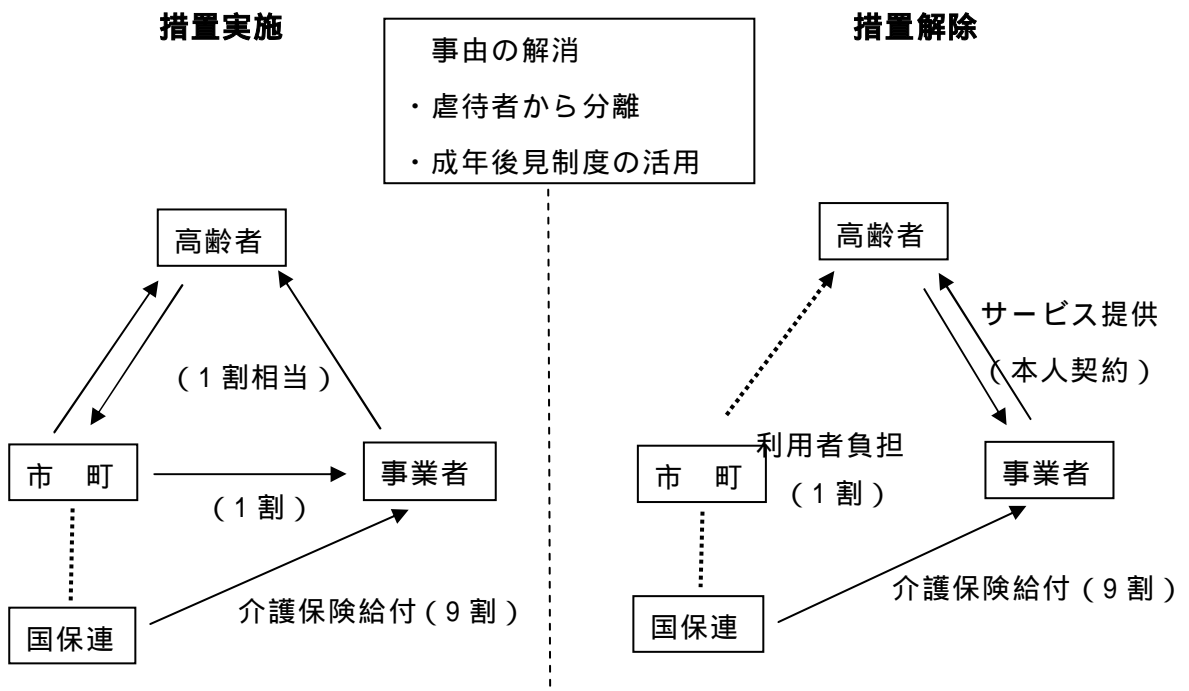 措置実施
事由の解消
・虐待者から分離
・成年後見制度の活用
措置解除
高齢者
(1割相当)
市 町
(1割)
事業者
国保連
介護保険給付(9割)
高齢者
サービス提供
(本人契約)
利用者負担
(1割)
市 町
事業者
国保連
介護保険給付(9割)